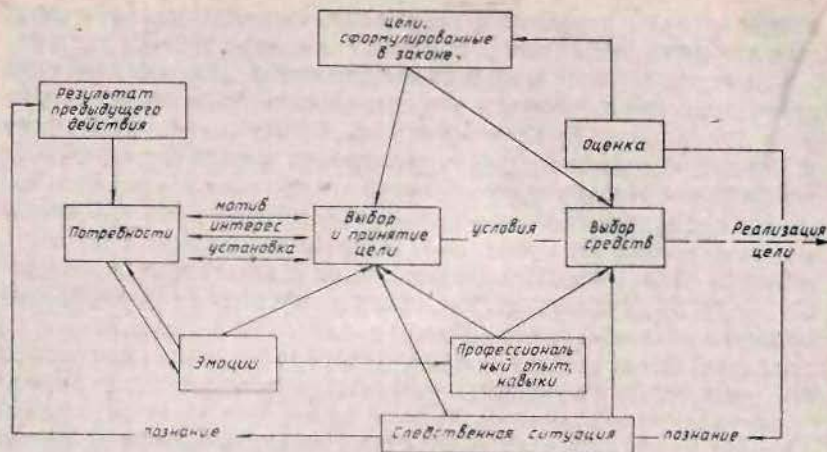 Цели,
сформулированные
в законе.
Результат
предыдущего
действия
Оценка
Потребности
мотив
интерес
установка
Выбор
и принятие
цели
условия
Выбор
средств
Реализация
цели
Эмоции
Профессиональ
ный опыт,
навыки
познание
Следственная ситуация
познание